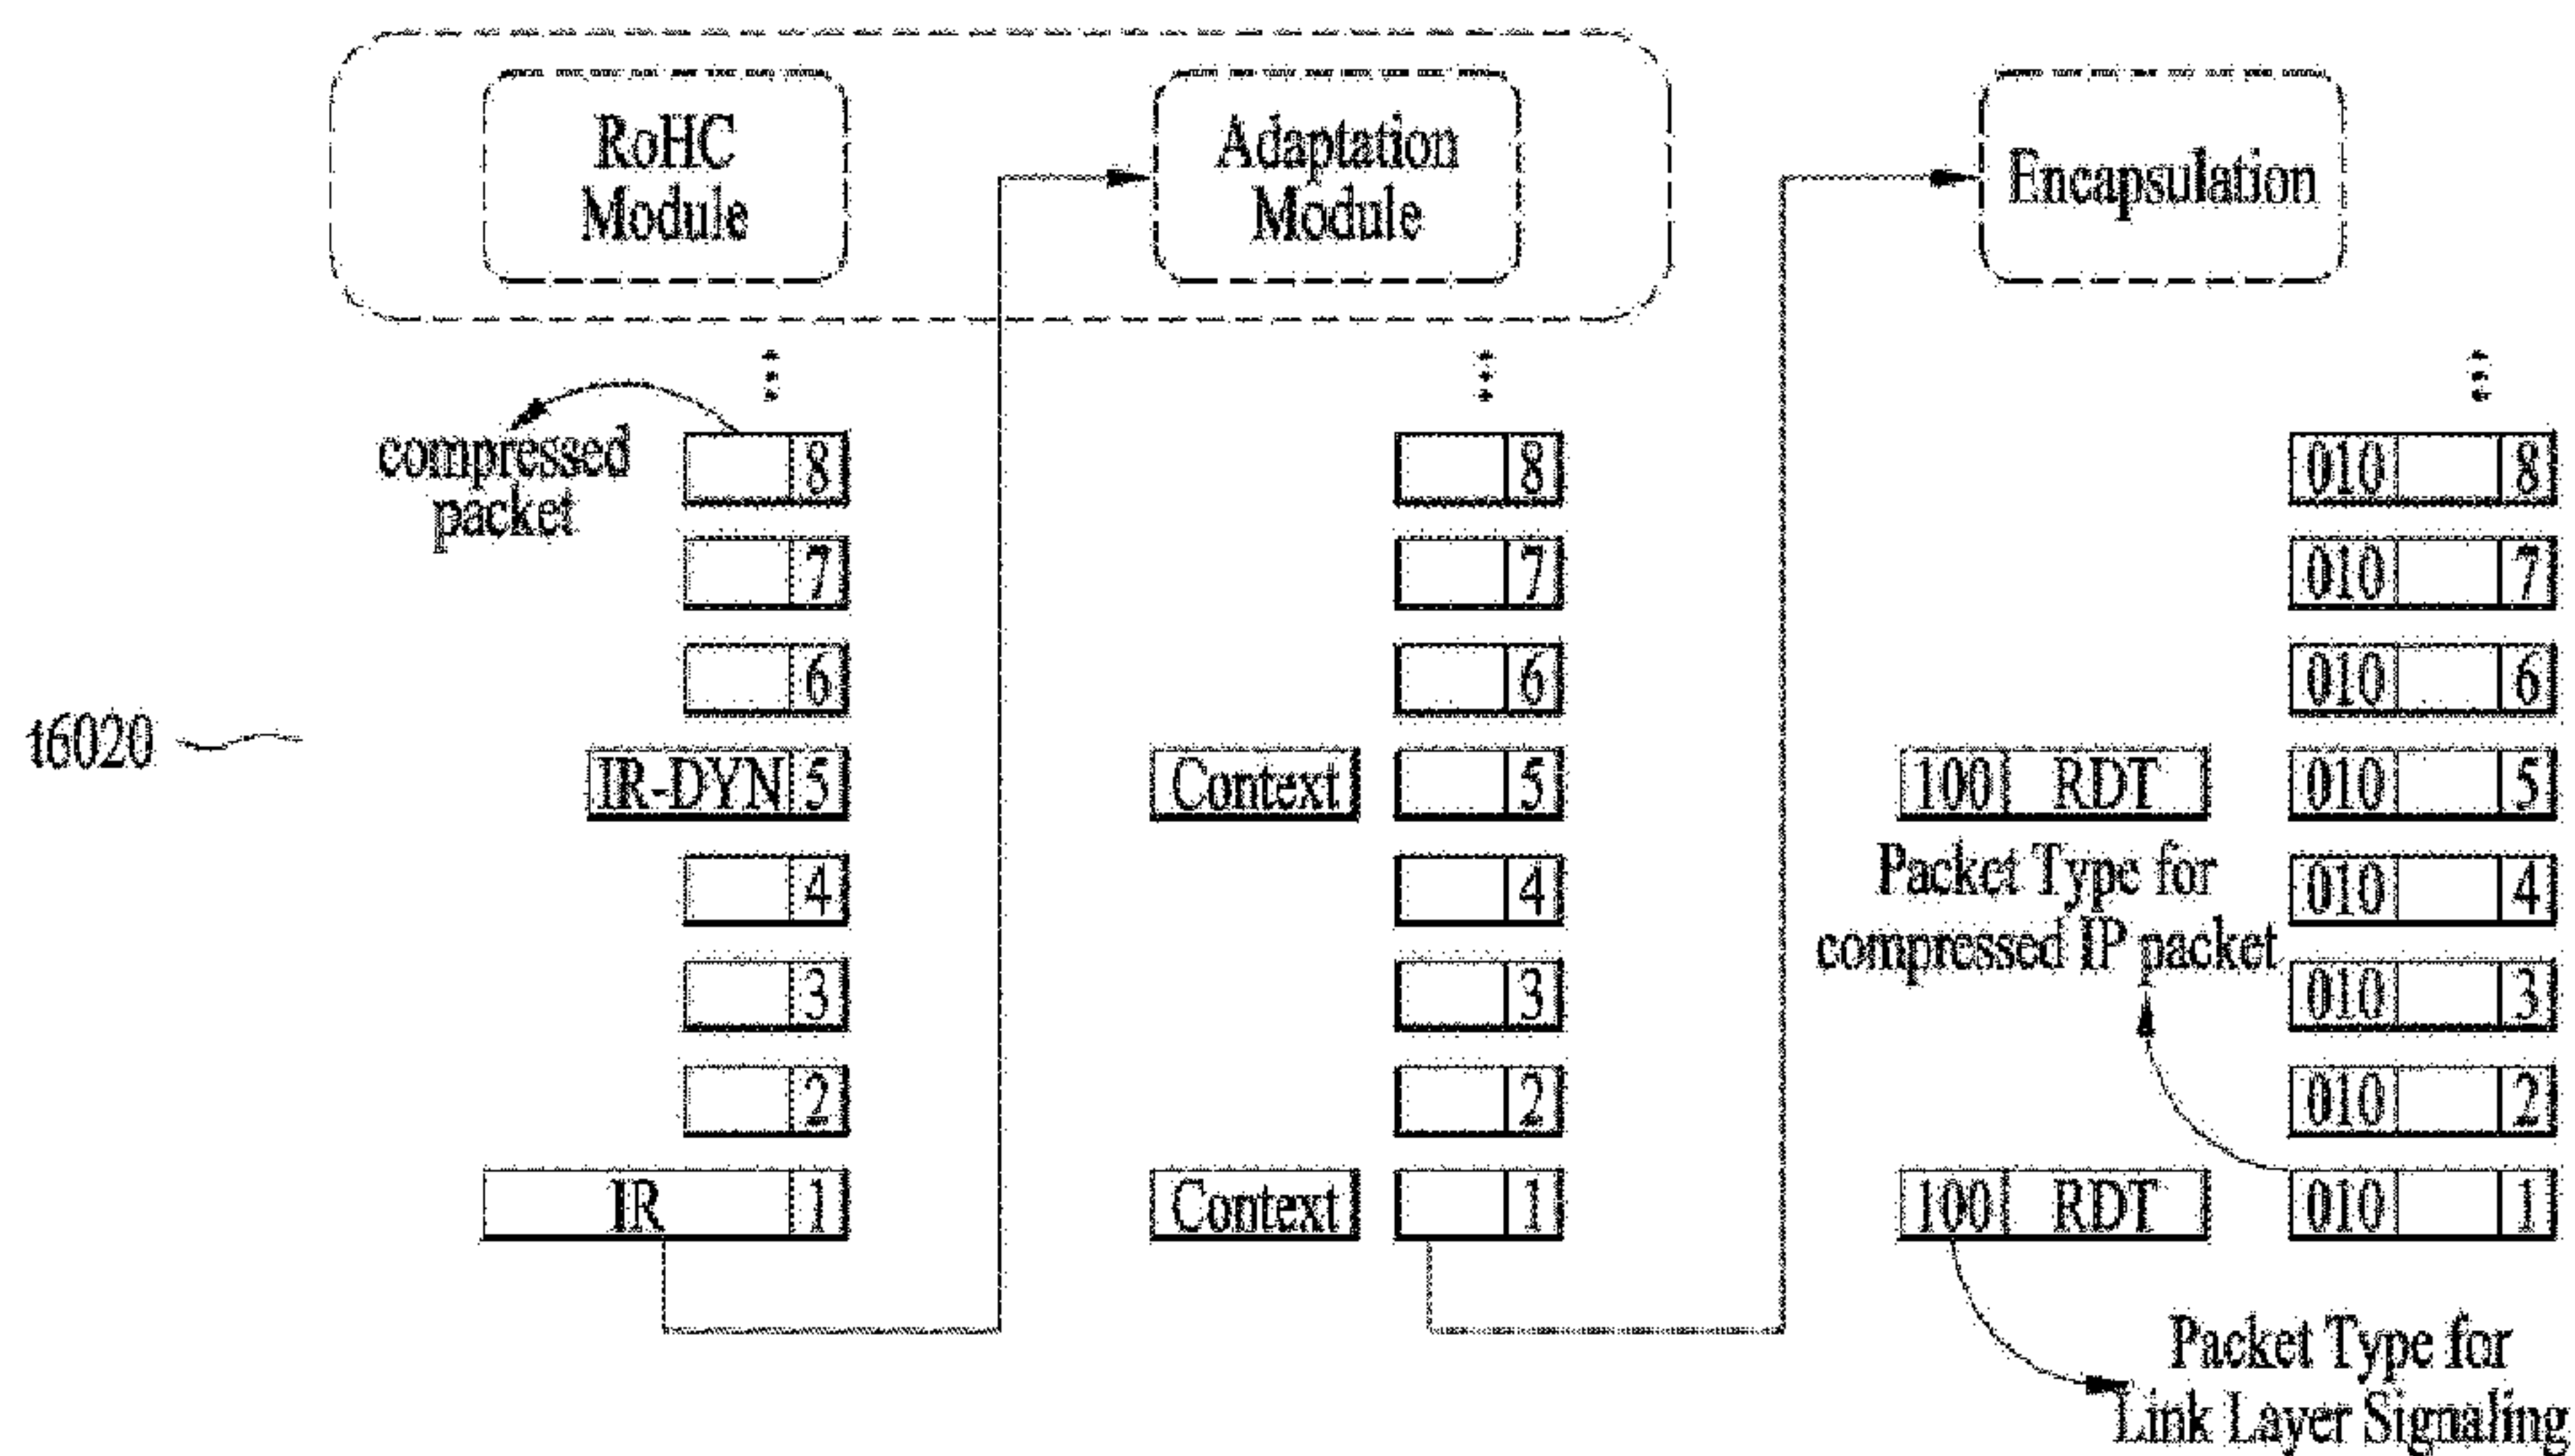 RoHC
Module
Adaptation
Module
Encapsulation
compressed
packet
8
8
010 8
7
7
010 7
6
6
010 6
t6020
IR-DYN 5
Context 5
100 RDT 010 5
Packet Type for
compressed IP packet
4
4
010 4
3
3
010 3
2
2
010 2
IR 1
Context 1
100 RDT 010 1
Packet Type for
Link Layer Signaling